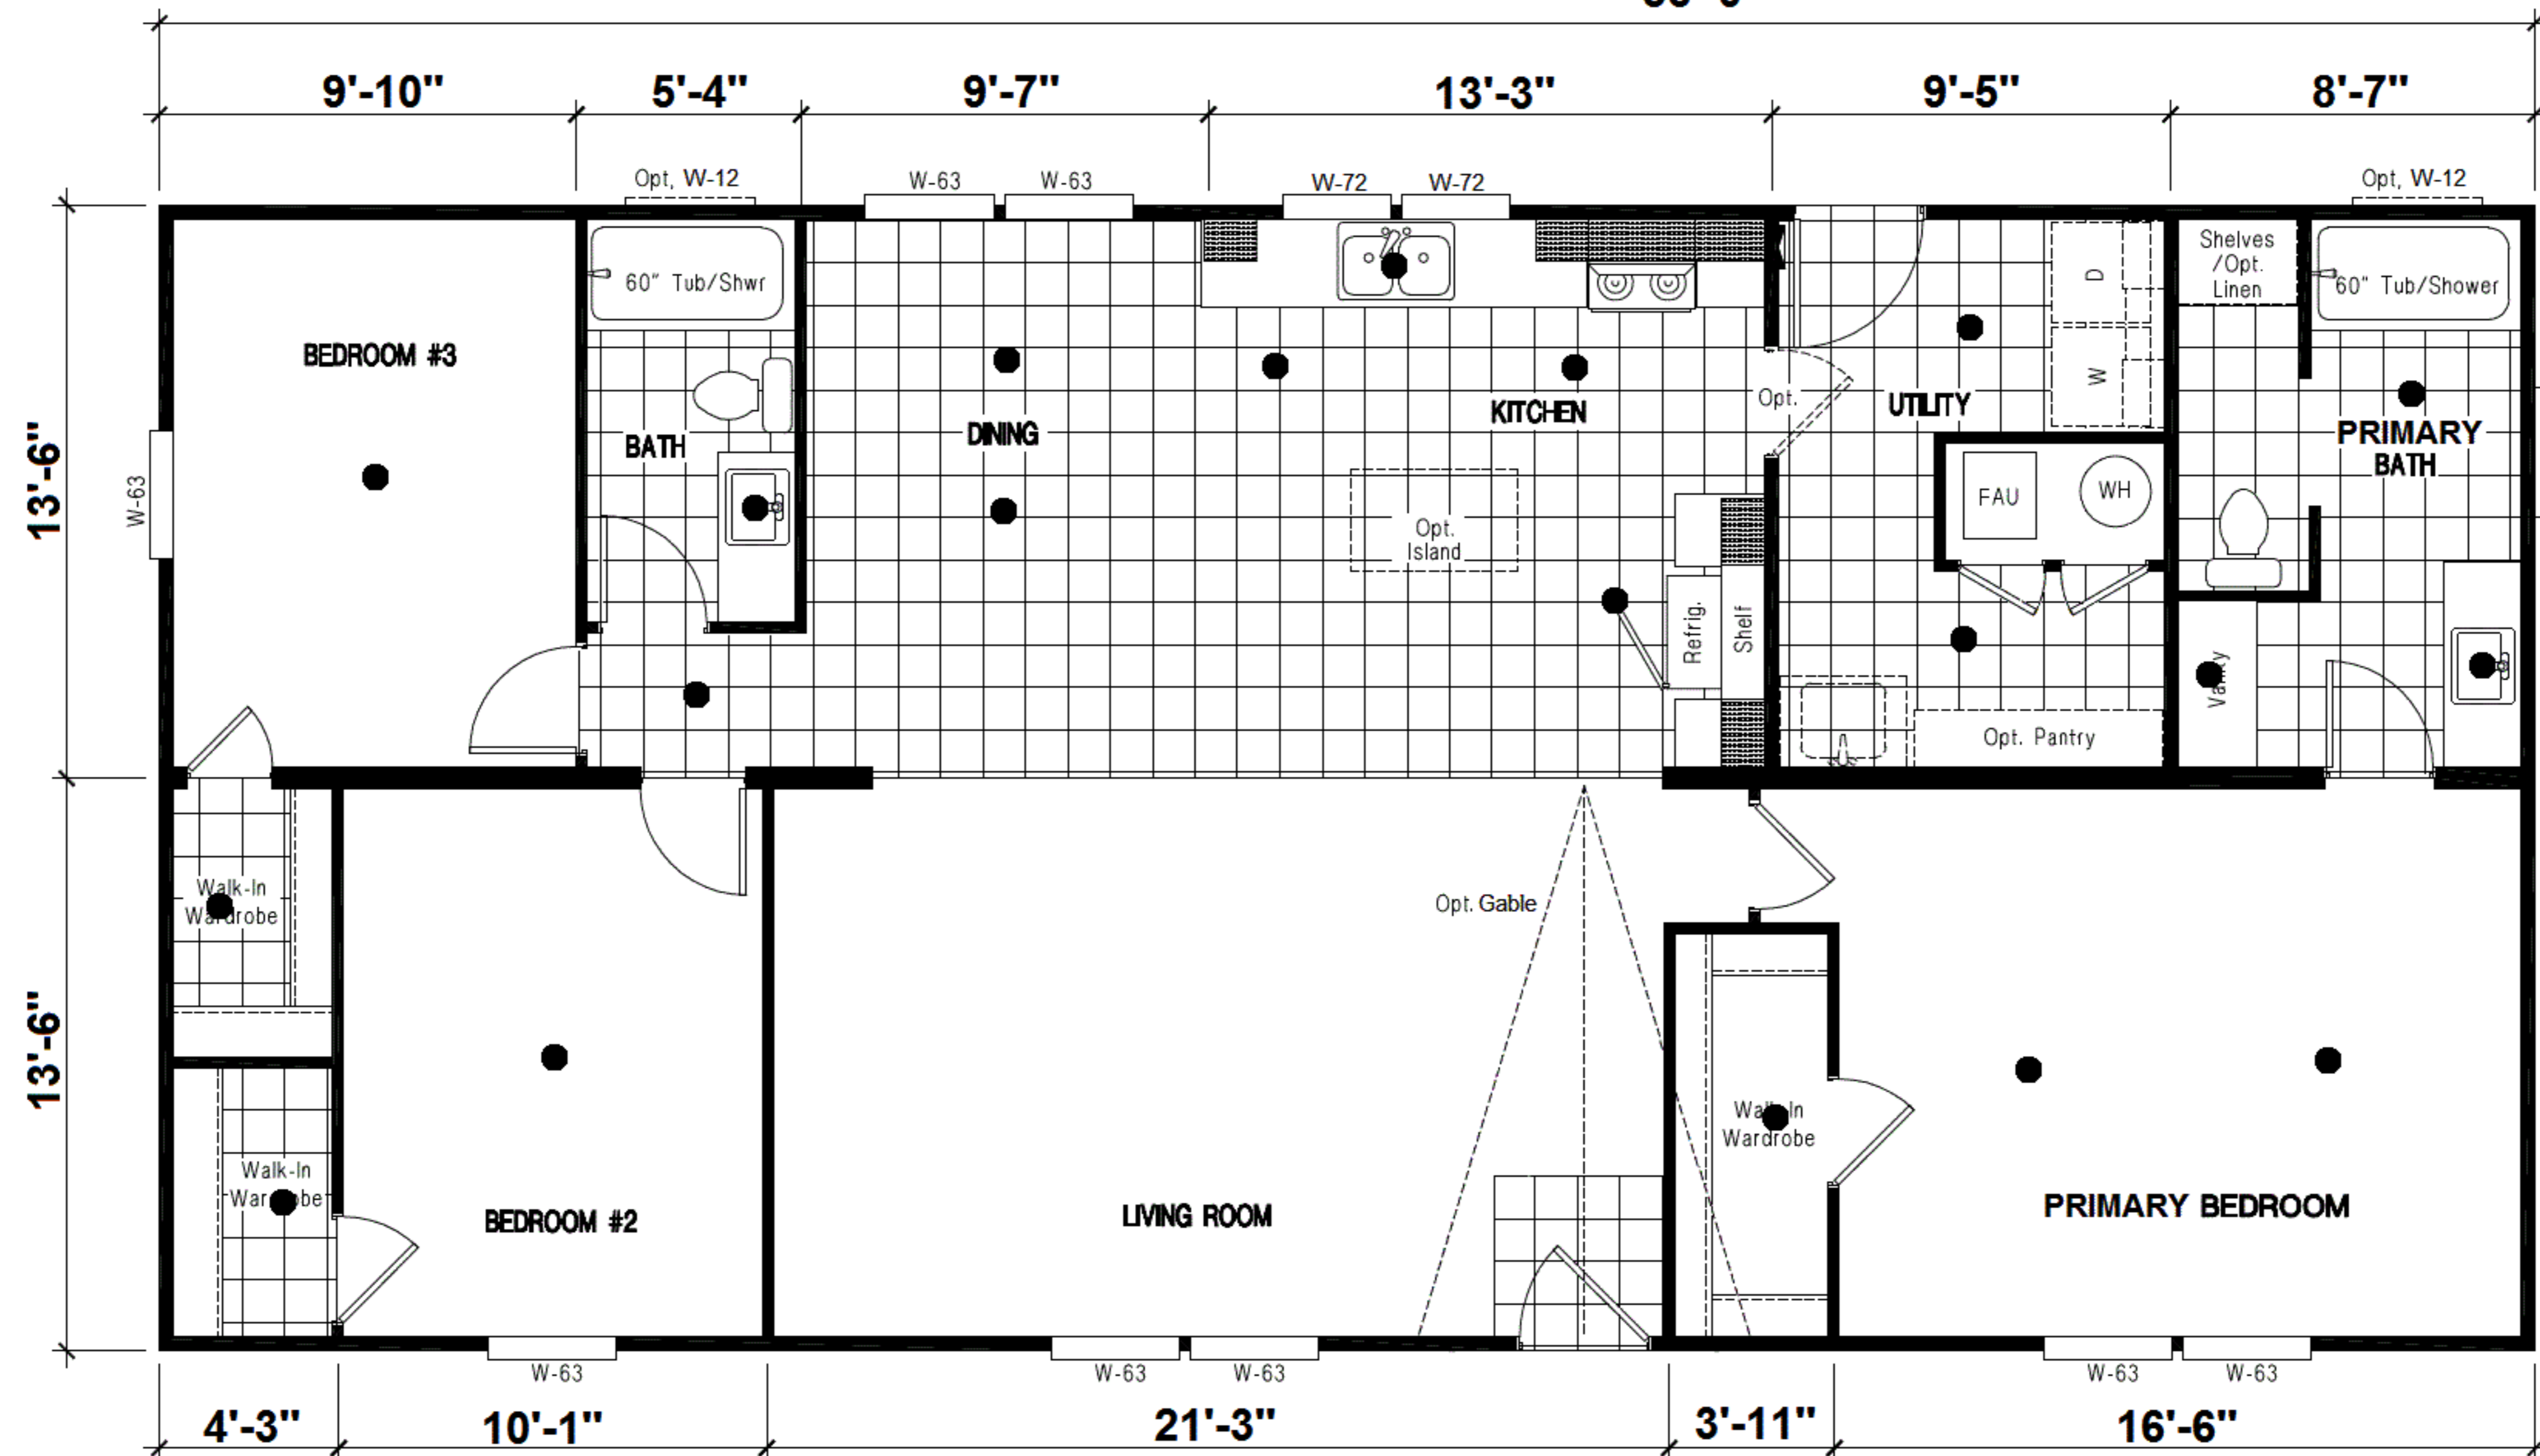 9'-10"
5'-4"
9'-7"
13'-3"
9'-5"
8'-7"
Opt, W-12
W-63
W-63
W-72
W-72
Opt, W-12
60" Tub/Shwr
D
Shelves
/Opt.
Linen
60" Tub/Shower
BEDROOM #3
BATH
DINING
KITCHEN
Opt.
UTILITY
W
PRIMARY
BATH
13'-6"
W-63
FAU
WH
Opt.
Island
Refrig.
Shelf
Opt. Pantry
Walk-In
Wardrobe
Opt. Gable
13'-6"
Walk-In
Wardrobe
Walk-In
Wardrobe
BEDROOM #2
LIVING ROOM
PRIMARY BEDROOM
W-63
W-63
W-63
W-63
W-63
4'-3"
10'-1"
21'-3"
3'-11"
16'-6"